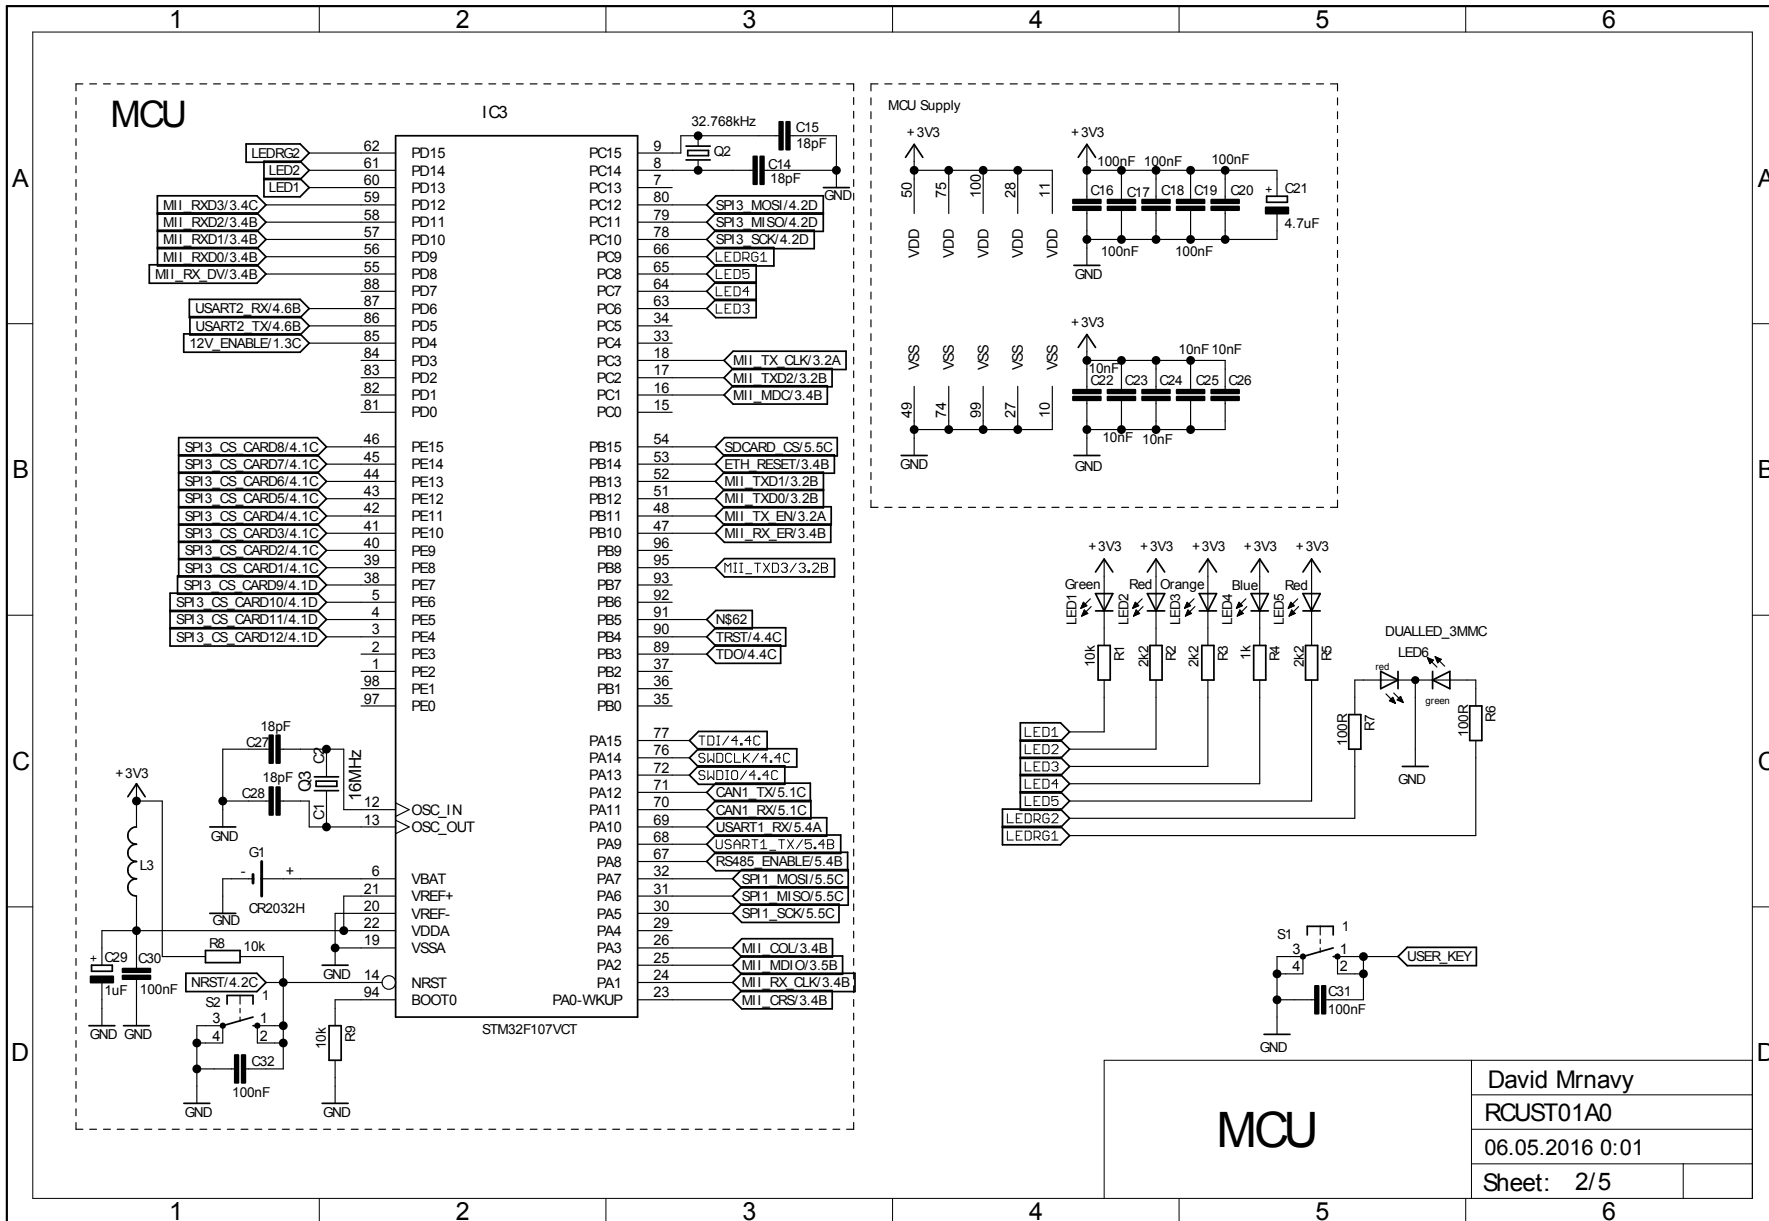 1 2 3 4 5 6
A
B
C
D
A
B
C
D
MCU
IC3
STM32F107VCT
LEDRG2 62 PD15
LED2 61 PD14
LED1 60 PD13
MII_RXD3/3.4C 59 PD12
MII_RXD2/3.4B 58 PD11
MII_RXD1/3.4B 57 PD10
MII_RXD0/3.4B 56 PD9
MII_RX_DV/3.4B 55 PD8
88 PD7
USART2_RX/4.6B 87 PD6
USART2_TX/4.6B 86 PD5
12V_ENABLE/1.3C 85 PD4
84 PD3
83 PD2
82 PD1
81 PD0
SPI3_CS_CARD8/4.1C 46 PE15
SPI3_CS_CARD7/4.1C 45 PE14
SPI3_CS_CARD6/4.1C 44 PE13
SPI3_CS_CARD5/4.1C 43 PE12
SPI3_CS_CARD4/4.1C 42 PE11
SPI3_CS_CARD3/4.1C 41 PE10
SPI3_CS_CARD2/4.1C 40 PE9
SPI3_CS_CARD1/4.1C 39 PE8
SPI3_CS_CARD9/4.1D 38 PE7
SPI3_CS_CARD10/4.1D 5 PE6
SPI3_CS_CARD11/4.1D 4 PE5
SPI3_CS_CARD12/4.1D 3 PE4
2 PE3
1 PE2
98 PE1
97 PE0
18pF
C27
18pF
C28
GND
C2
Q3
C1
16MHz
12 OSC_IN
13 OSC_OUT
+3V3
L3
G1
- +
CR2032H
GND
6 VBAT
21 VREF+
20 VREF-
22 VDDA
19 VSSA
GND
R8 10k
+ C29
1uF
C30
100nF
GND GND
NRST/4.2C 14 NRST
94 BOOT0
S2 1
3 1
4 2
C32
100nF
GND
10k
R9
GND
PC15 9
PC14 8
PC13 7
32.768kHz
Q2
C15
18pF
C14
18pF
GND
PC12 80 SPI3_MOSI/4.2D
PC11 79 SPI3_MISO/4.2D
PC10 78 SPI3_SCK/4.2D
PC9 66 LEDRG1
PC8 65 LED5
PC7 64 LED4
PC6 63 LED3
PC5 34
PC4 33
PC3 18 MII_TX_CLK/3.2A
PC2 17 MII_TXD2/3.2B
PC1 16 MII_MDC/3.4B
PC0 15
PB15 54 SDCARD_CS/5.5C
PB14 53 ETH_RESET/3.4B
PB13 52 MII_TXD1/3.2B
PB12 51 MII_TXD0/3.2B
PB11 48 MII_TX_EN/3.2A
PB10 47 MII_RX_ER/3.4B
PB9 96
PB8 95 MII_TXD3/3.2B
PB7 93
PB6 92
PB5 91 N$62
PB4 90 TRST/4.4C
PB3 89 TDO/4.4C
PB2 37
PB1 36
PB0 35
PA15 77 TDI/4.4C
PA14 76 SWDCLK/4.4C
PA13 72 SWDIO/4.4C
PA12 71 CAN1_TX/5.1C
PA11 70 CAN1_RX/5.1C
PA10 69 USART1_RX/5.4A
PA9 68 USART1_TX/5.4B
PA8 67 RS485_ENABLE/5.4B
PA7 32 SPI1_MOSI/5.5C
PA6 31 SPI1_MISO/5.5C
PA5 30 SPI1_SCK/5.5C
PA4 29
PA3 26 MII_COL/3.4B
PA2 25 MII_MDIO/3.5B
PA1 24 MII_RX_CLK/3.4B
PA0-WKUP 23 MII_CRS/3.4B
MCU Supply
+3V3 +3V3
50 75 100 28 11
VDD VDD VDD VDD VDD
100nF 100nF 100nF
C16 C17 C18 C19 C20 + C21
4.7uF
100nF 100nF
GND
+3V3
VSS VSS VSS VSS VSS
49 74 99 27 10
GND
10nF 10nF 10nF
C22 C23 C24 C25 C26
10nF 10nF
GND
+3V3 +3V3 +3V3 +3V3 +3V3
Green Red Orange Blue Red
LED1 LED2 LED3 LED4 LED5
10k 2k2 2k2 1k 2k2
R1 R2 R3 R4 R5
DUALLED_3MMC
LED6
red
green
100R
R7
100R
R6
GND
LED1
LED2
LED3
LED4
LED5
LEDRG2
LEDRG1
S1 1
3 1
4 2
USER_KEY
C31
100nF
GND
MCU
David Mrnavy
RCUST01A0
06.05.2016 0:01
Sheet: 2/5
1 2 3 4 5 6